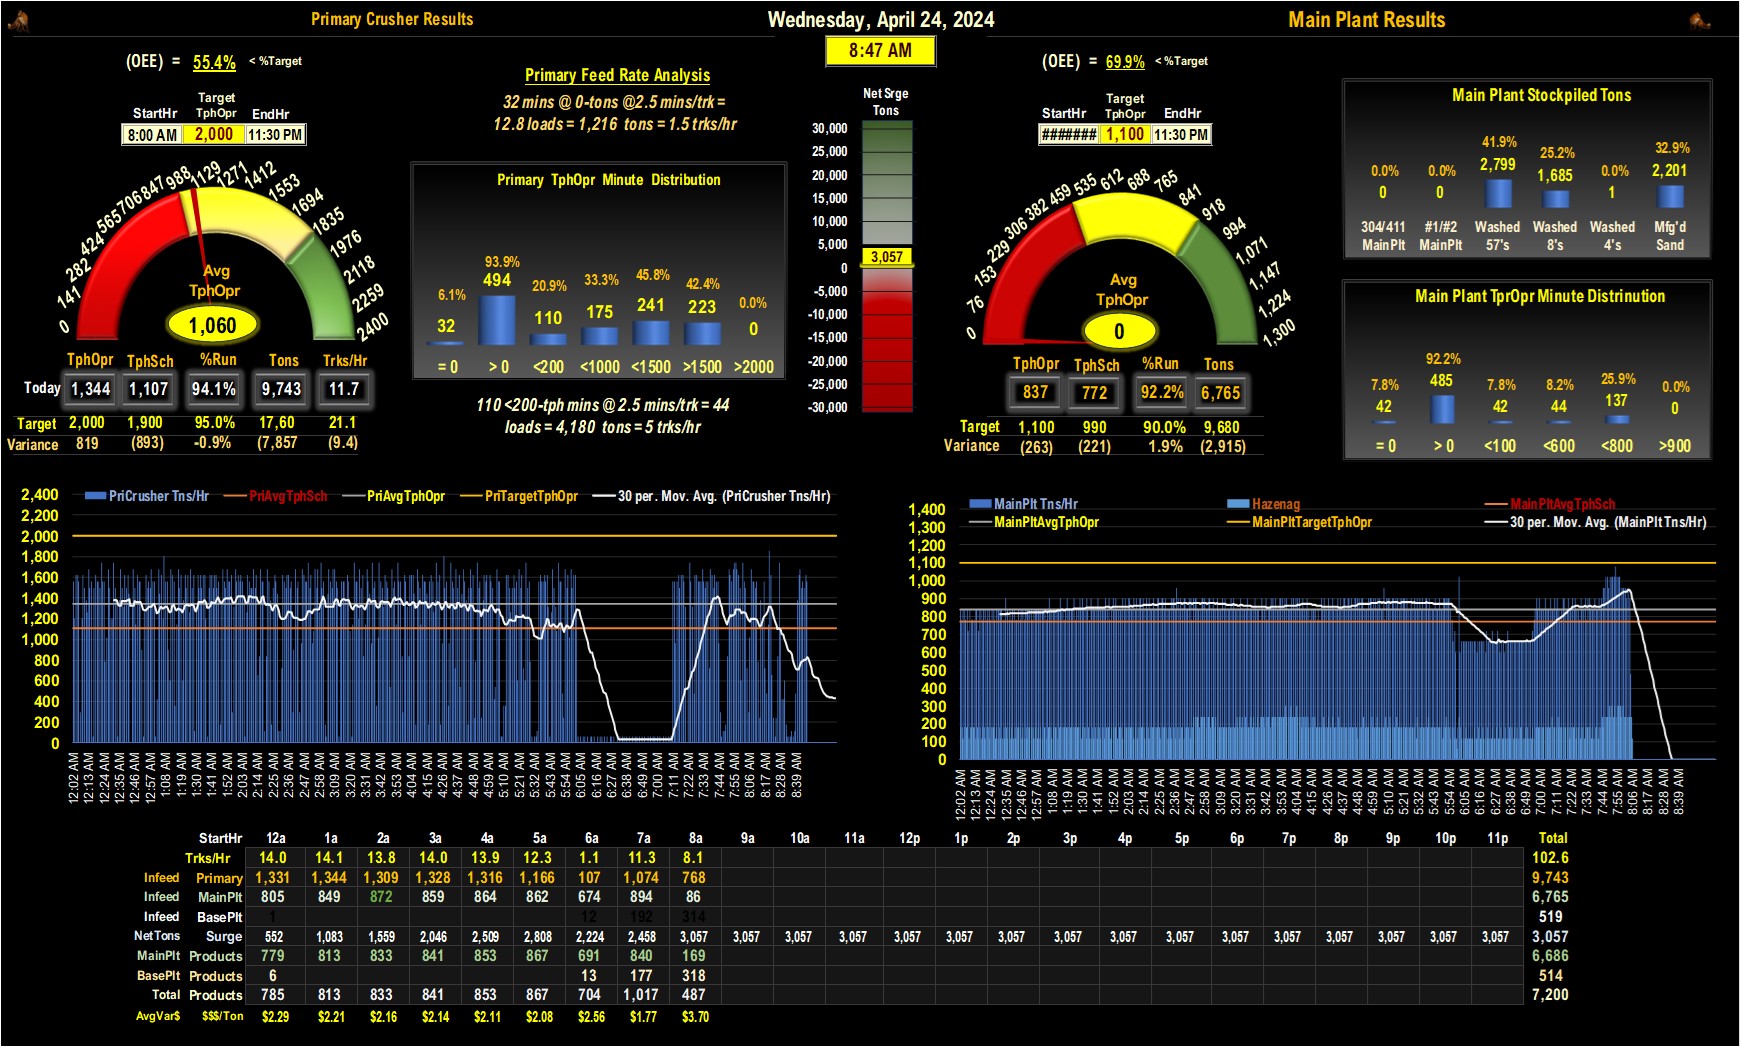 Primary Crusher Results
Wednesday, April 24, 2024
Main Plant Results
8:47 AM
(OEE) = 55.4% < %Target
StartHr Target TphOpr EndHr
8:00 AM 2,000 11:30 PM
0 141 282 424 565 706 847 988 1129 1271 1412 1553 1694 1835 1976 2118 2259 2400
Avg
TphOpr
1,060
TphOpr TphSch %Run Tons Trks/Hr
Today 1,344 1,107 94.1% 9,743 11.7
Target 2,000 1,900 95.0% 17,60 21.1
Variance 819 (893) -0.9% (7,857 (9.4)
Primary Feed Rate Analysis
32 mins @ 0-tons @2.5 mins/trk =
12.8 loads = 1,216 tons = 1.5 trks/hr
Primary TphOpr Minute Distribution
6.1% 93.9% 20.9% 33.3% 45.8% 42.4% 0.0%
32 494 110 175 241 223 0
= 0 > 0 <200 <1000 <1500 >1500 >2000
110 <200-tph mins @ 2.5 mins/trk = 44
loads = 4,180 tons = 5 trks/hr
Net Srge
Tons
30,000
25,000
20,000
15,000
10,000
5,000
3,057
0
-5,000
-10,000
-15,000
-20,000
-25,000
-30,000
(OEE) = 69.9% < %Target
StartHr Target TphOpr EndHr
####### 1,100 11:30 PM
0 76 153 229 306 382 459 535 612 688 765 841 918 994 1,071 1,147 1,224 1,300
Avg
TphOpr
0
TphOpr TphSch %Run Tons
837 772 92.2% 6,765
Target 1,100 990 90.0% 9,680
Variance (263) (221) 1.9% (2,915)
Main Plant Stockpiled Tons
0.0% 0.0% 41.9% 25.2% 0.0% 32.9%
0 0 2,799 1,685 1 2,201
304/411 #1/#2 Washed Washed Washed Mfg'd
MainPlt MainPlt 57's 8's 4's Sand
Main Plant TprOpr Minute Distrinution
7.8% 92.2% 7.8% 8.2% 25.9% 0.0%
42 485 42 44 137 0
= 0 > 0 <100 <600 <800 >900
PriCrusher Tns/Hr PriAvgTphSch PriAvgTphOpr PriTargetTphOpr 30 per. Mov. Avg. (PriCrusher Tns/Hr)
2,400
2,200
2,000
1,800
1,600
1,400
1,200
1,000
800
600
400
200
0
12:02 AM 12:13 AM 12:24 AM 12:35 AM 12:46 AM 12:57 AM 1:08 AM 1:19 AM 1:30 AM 1:41 AM 1:52 AM 2:03 AM 2:14 AM 2:25 AM 2:36 AM 2:47 AM 2:58 AM 3:09 AM 3:20 AM 3:31 AM 3:42 AM 3:53 AM 4:04 AM 4:15 AM 4:26 AM 4:37 AM 4:48 AM 4:59 AM 5:10 AM 5:21 AM 5:32 AM 5:43 AM 5:54 AM 6:05 AM 6:16 AM 6:27 AM 6:38 AM 6:49 AM 7:00 AM 7:11 AM 7:22 AM 7:33 AM 7:44 AM 7:55 AM 8:06 AM 8:17 AM 8:28 AM 8:39 AM
MainPlt Tns/Hr Hazenag MainPltAvgTphSch
MainPltAvgTphOpr MainPltTargetTphOpr 30 per. Mov. Avg. (MainPlt Tns/Hr)
1,400
1,300
1,200
1,100
1,000
900
800
700
600
500
400
300
200
100
0
12:02 AM 12:13 AM 12:24 AM 12:35 AM 12:46 AM 12:57 AM 1:08 AM 1:19 AM 1:30 AM 1:41 AM 1:52 AM 2:03 AM 2:14 AM 2:25 AM 2:36 AM 2:47 AM 2:58 AM 3:09 AM 3:20 AM 3:31 AM 3:42 AM 3:53 AM 4:04 AM 4:15 AM 4:26 AM 4:37 AM 4:48 AM 4:59 AM 5:10 AM 5:21 AM 5:32 AM 5:43 AM 5:54 AM 6:05 AM 6:16 AM 6:27 AM 6:38 AM 6:49 AM 7:00 AM 7:11 AM 7:22 AM 7:33 AM 7:44 AM 7:55 AM 8:06 AM 8:17 AM 8:28 AM 8:39 AM
StartHr 12a 1a 2a 3a 4a 5a 6a 7a 8a 9a 10a 11a 12p 1p 2p 3p 4p 5p 6p 7p 8p 9p 10p 11p Total
Trks/Hr 14.0 14.1 13.8 14.0 13.9 12.3 1.1 11.3 8.1 102.6
Infeed Primary 1,331 1,344 1,309 1,328 1,316 1,166 107 1,074 768 9,743
Infeed MainPlt 805 849 872 859 864 862 674 894 86 6,765
Infeed BasePlt 1 12 192 314 519
NetTons Surge 552 1,083 1,559 2,046 2,509 2,808 2,224 2,458 3,057 3,057 3,057 3,057 3,057 3,057 3,057 3,057 3,057 3,057 3,057 3,057 3,057 3,057 3,057 3,057 3,057
MainPlt Products 779 813 833 841 853 867 691 840 169 6,686
BasePlt Products 6 13 177 318 514
Total Products 785 813 833 841 853 867 704 1,017 487 7,200
AvgVar$ $$$/Ton $2.29 $2.21 $2.16 $2.14 $2.11 $2.08 $2.56 $1.77 $3.70